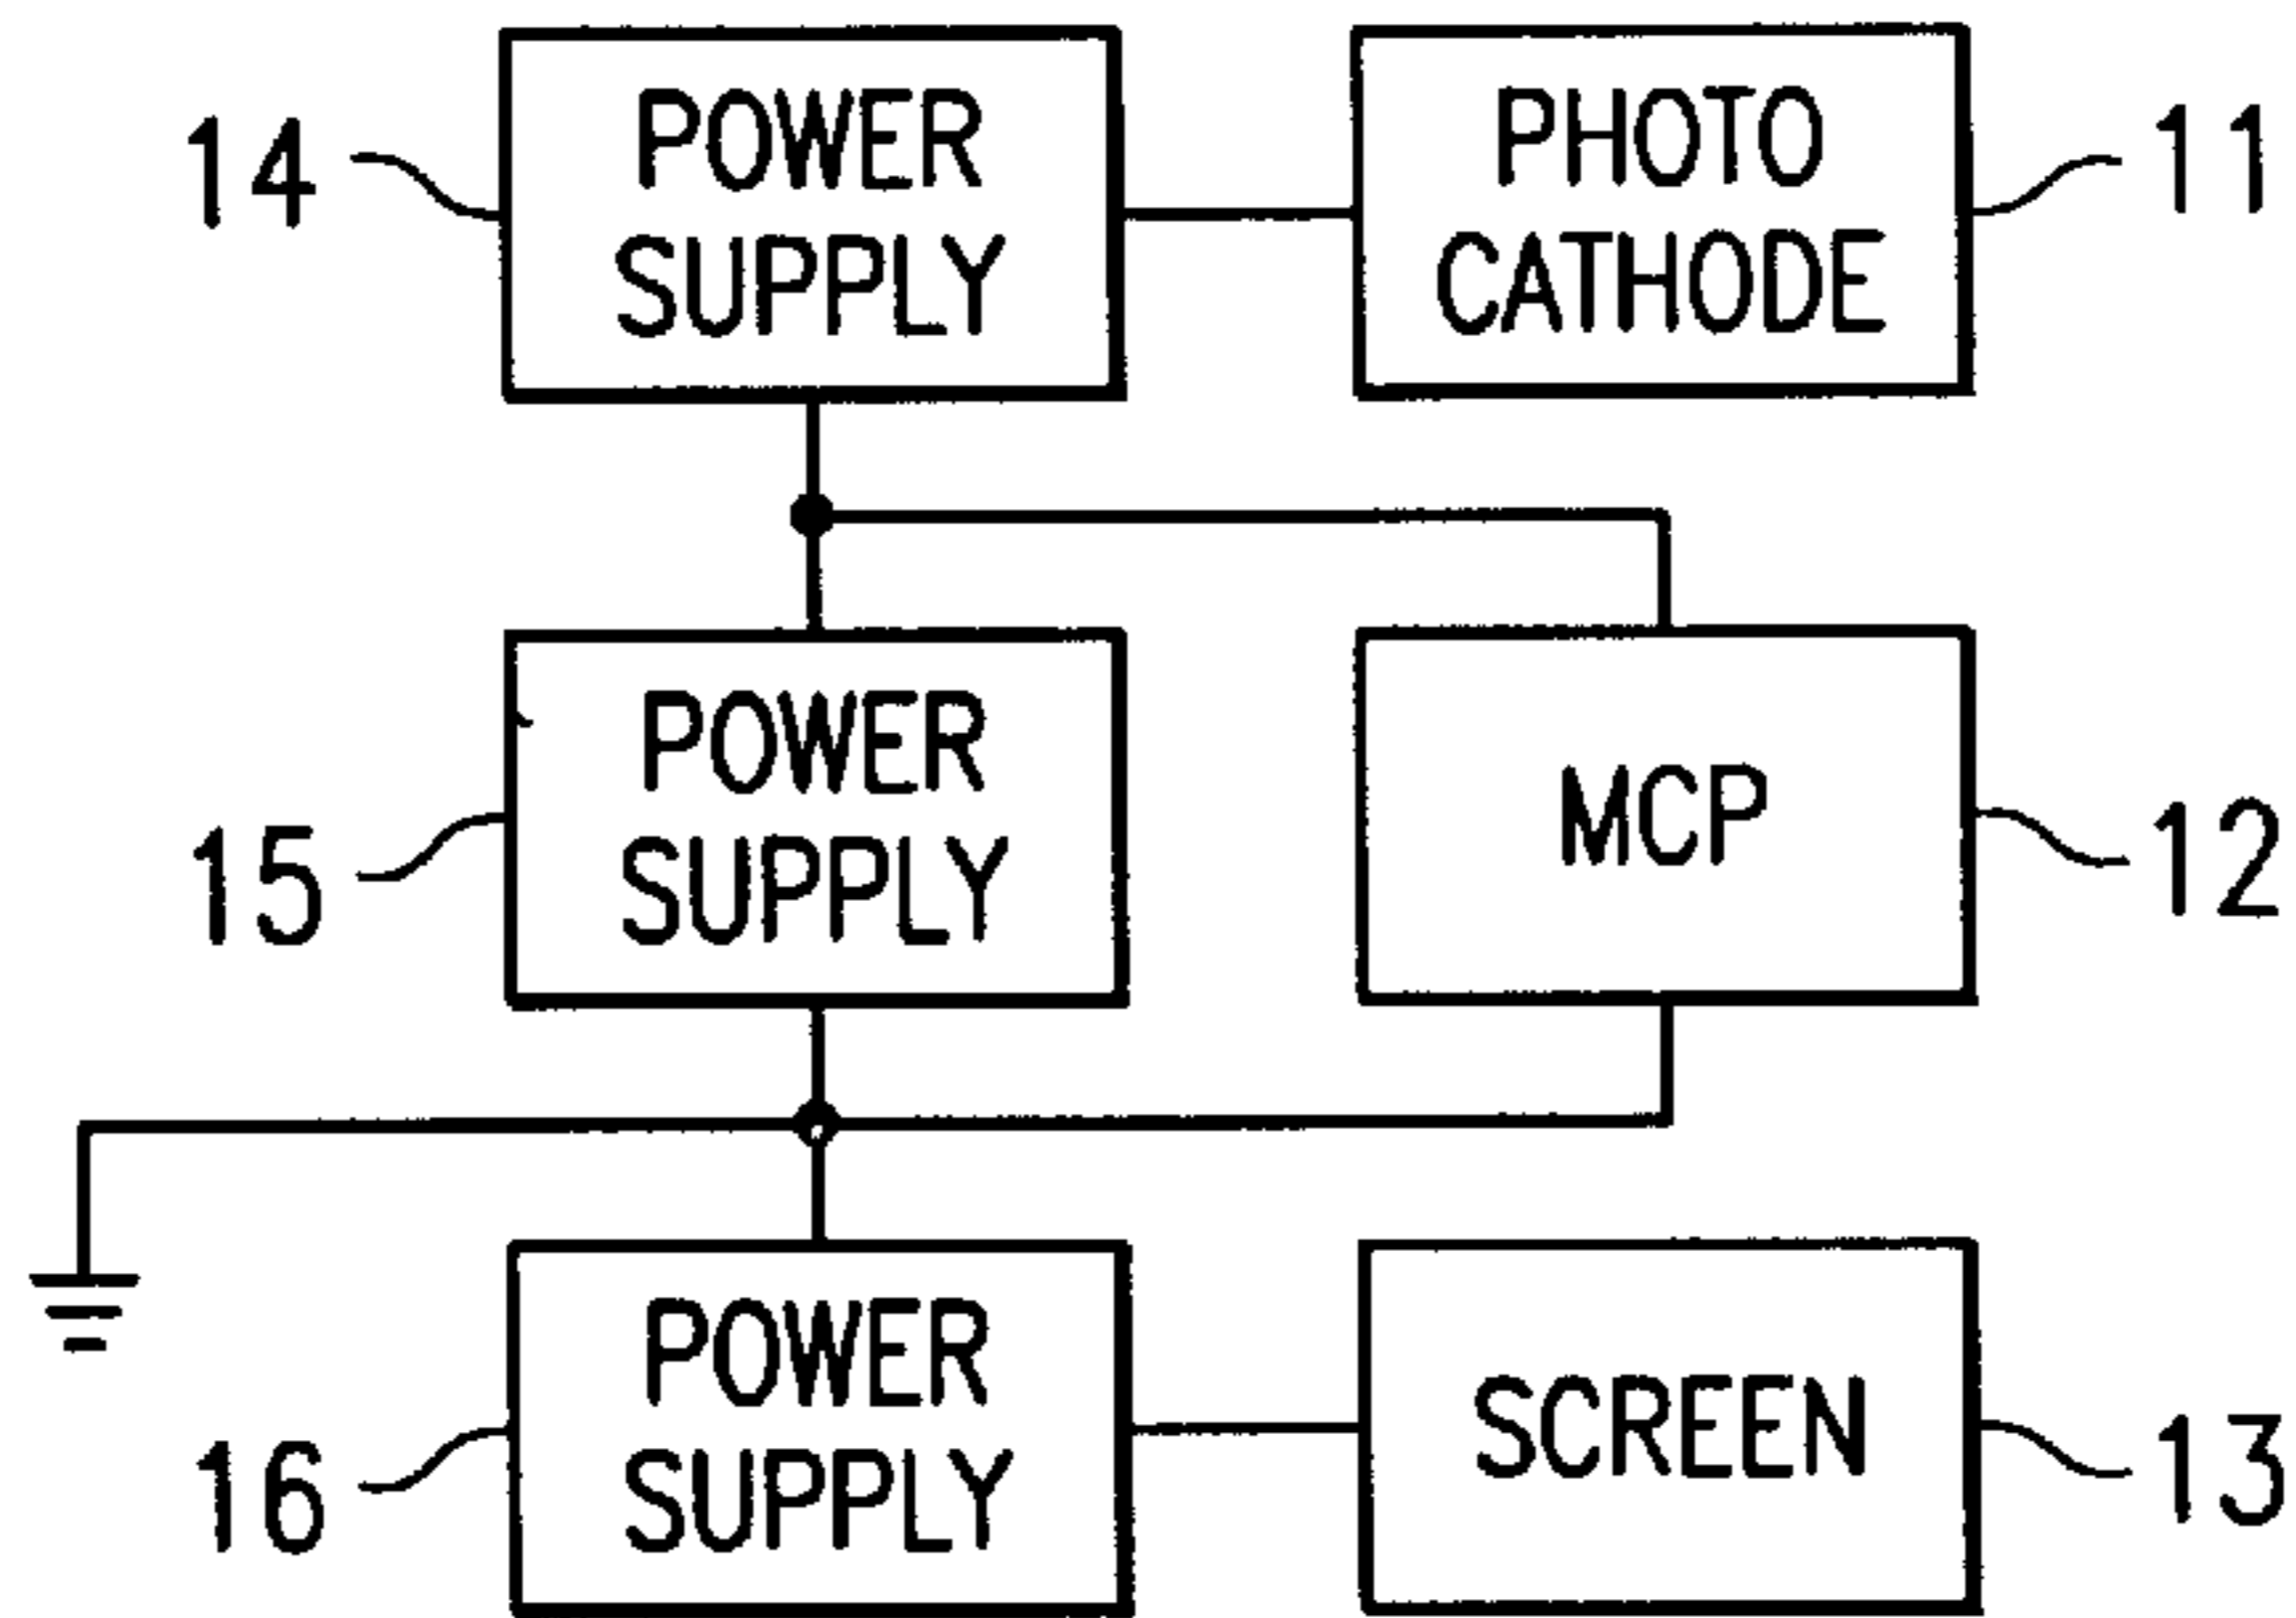 14
POWER
SUPPLY
PHOTO
CATHODE
11
15
POWER
SUPPLY
MCP
12
16
POWER
SUPPLY
SCREEN
13